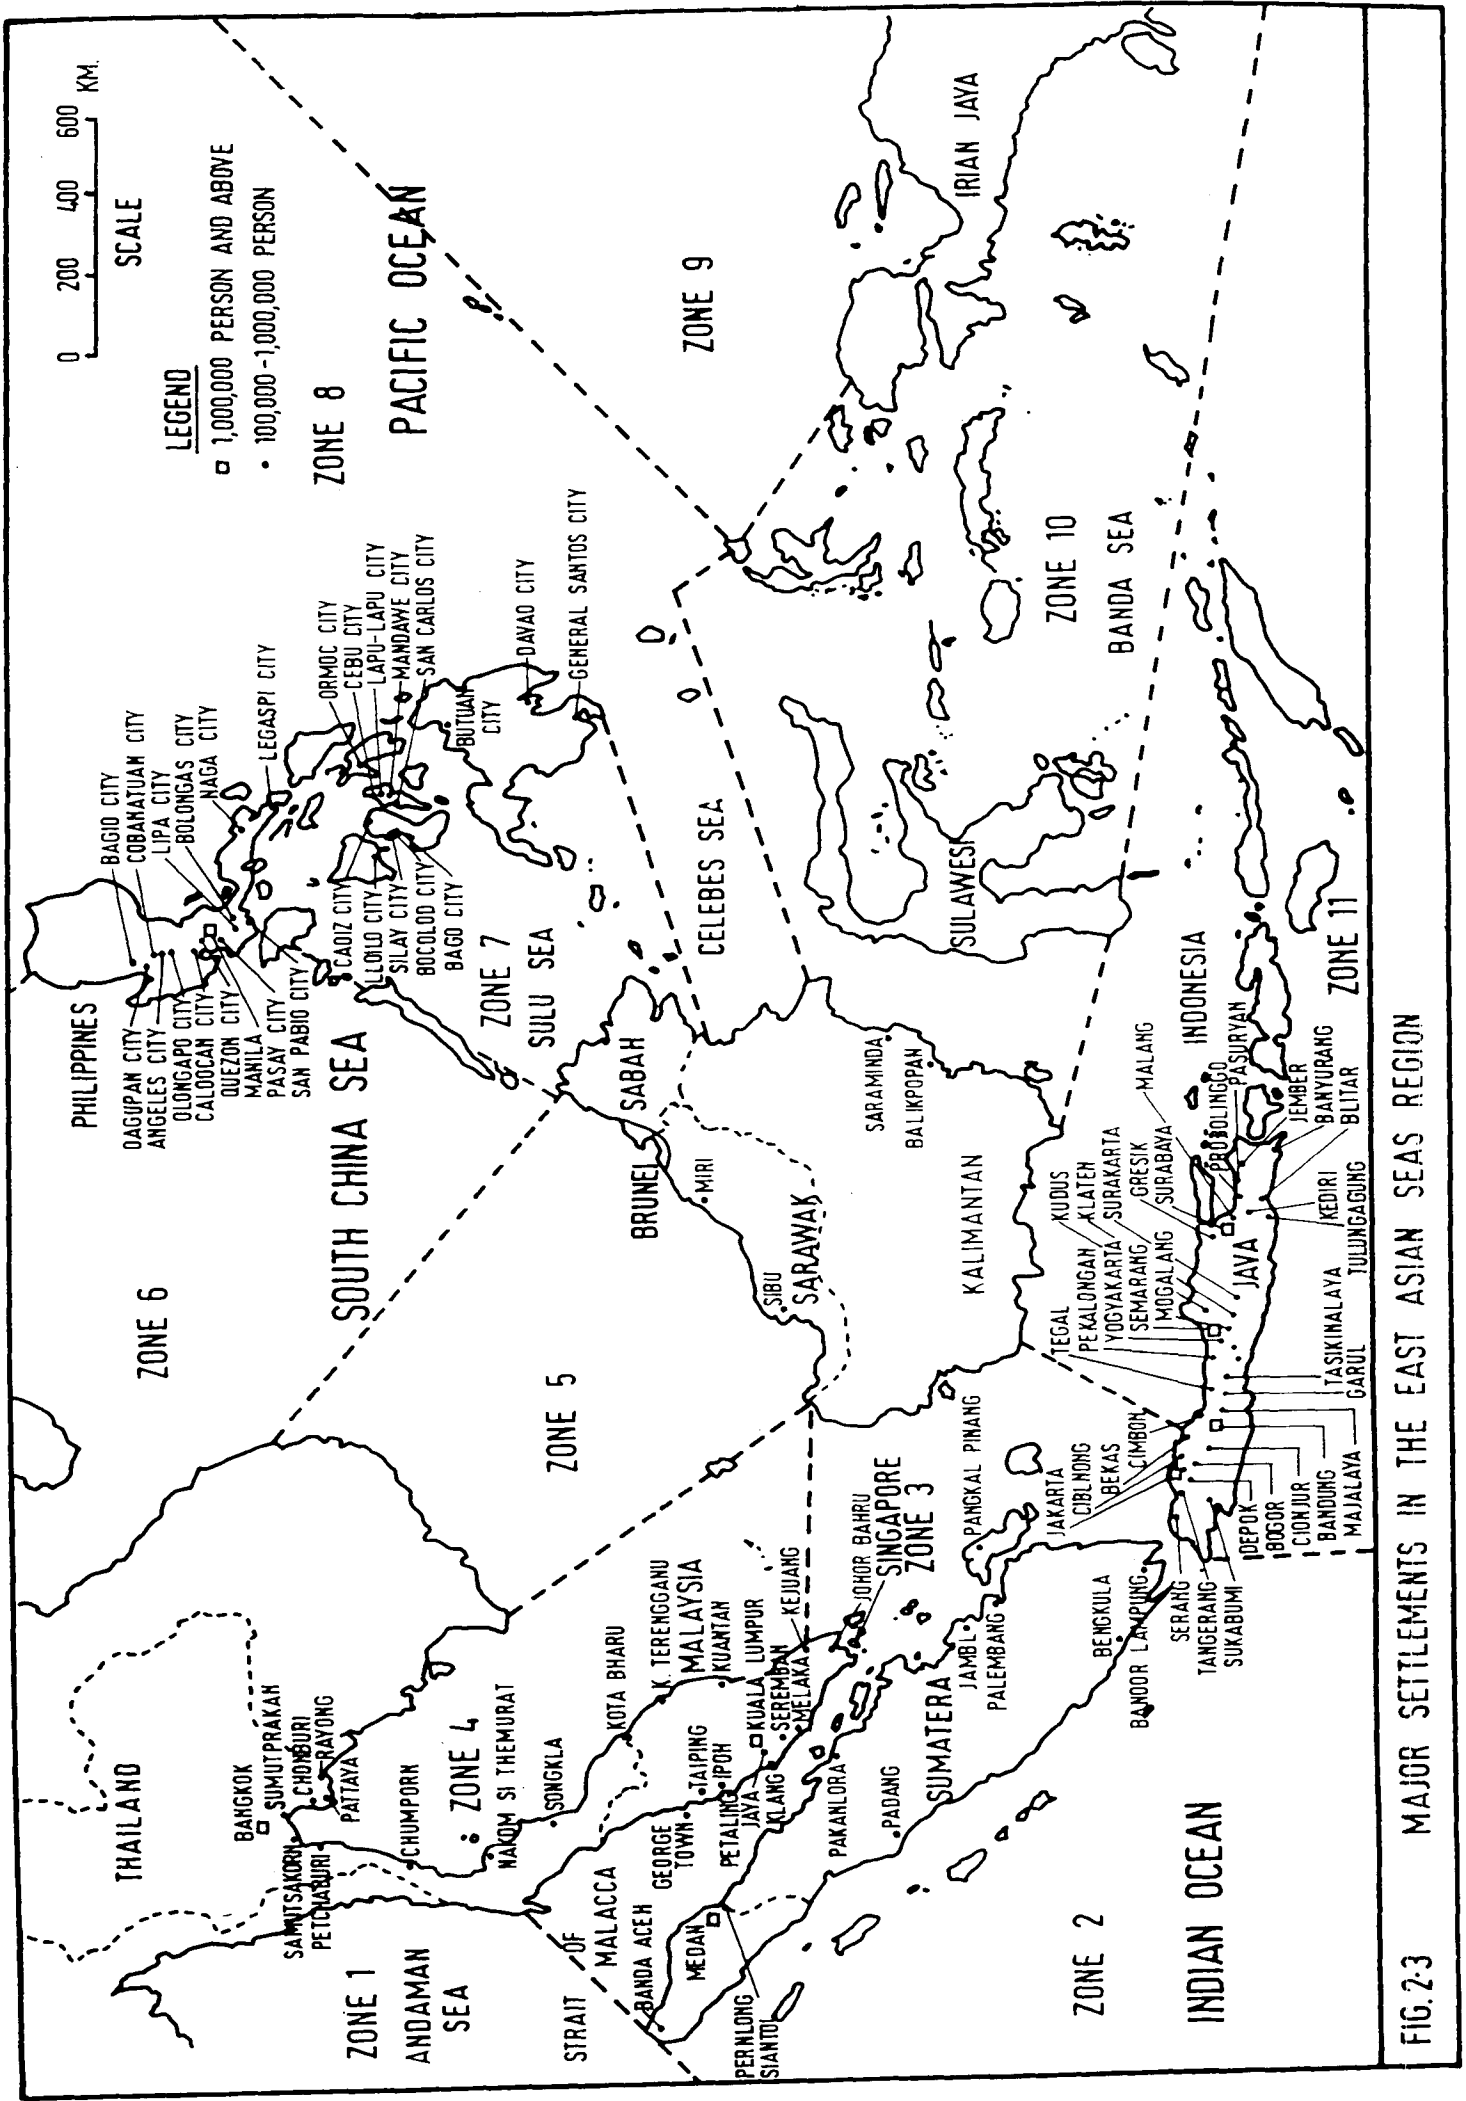 0 200 400 600 KM.
SCALE
LEGEND
1,000,000 PERSON AND ABOVE
100,000-1,000,000 PERSON
THAILAND
BANGKOK
SUMUTPRAKAN
CHONBURI
RAYONG
PATTAYA
SAMUTSAKORN
PETCHABURI
CHUMPORN
ZONE 4
NAKOM SI THEMURAT
SONGKLA
ZONE 1
ANDAMAN
SEA
STRAIT OF
MALACCA
KOTA BHARU
K. TERENGGANU
MALAYSIA
KUANTAN
GEORGE
TOWN
TAIPING
IPOH
PETALING
JAYA
KLANG
KUALA LUMPUR
SEREMBAN
MELAKA
KEJUANG
JOHOR BAHRU
SINGAPORE
ZONE 3
BANDA ACEH
MEDAN
PERNLONG
SIANTOL
PAKANLORA
PADANG
SUMATERA
JAMBI
PALEMBANG
PANGKAL PINANG
BENGKULA
BANDOR LAMPUNG
ZONE 2
INDIAN OCEAN
ZONE 6
SOUTH CHINA SEA
ZONE 5
PHILIPPINES
BAGIO CITY
COBANATUAN CITY
LIPA CITY
BOLONGAS CITY
NAGA CITY
LEGASPI CITY
DAGUPAN CITY
ANGELES CITY
OLONGAPO CITY
CALOOCAN CITY
QUEZON CITY
MANILA
PASAY CITY
SAN PABIO CITY
ORMOC CITY
CEBU CITY
LAPU-LAPU CITY
MANDAWE CITY
SAN CARLOS CITY
CADIZ CITY
LLOILO CITY
SILAY CITY
BOCOLOD CITY
BAGO CITY
BUTUAN
CITY
DAVAO CITY
GENERAL SANTOS CITY
ZONE 7
SULU SEA
ZONE 8
PACIFIC OCEAN
ZONE 9
SABAH
BRUNEI
MIRI
SIBU
SARAWAK
CELEBES SEA
SARAMINDA
BALIKPOPAN
KALIMANTAN
SULAWESI
IRIAN JAYA
ZONE 10
BANDA SEA
INDONESIA
ZONE 11
JAKARTA
CIBLNONG
BEKAS
CIMBON
SERANG
TANGERANG
SUKABUMI
DEPOK
BOGOR
CIONJUR
BANDUNG
MAJALAYA
GARUL
TASIKINALAYA
TEGAL
PEKALONGAN
YOGYAKARTA
SEMARANG
MOGALANG
KUDUS
KLATEN
SURAKARTA
GRESIK
SURABAYA
MALANG
PROBOLINGGO
PASURYAN
JEMBER
BANYURANG
BLITAR
KEDIRI
TULUNGAGUNG
JAVA
FIG. 2·3 MAJOR SETTLEMENTS IN THE EAST ASIAN SEAS REGION